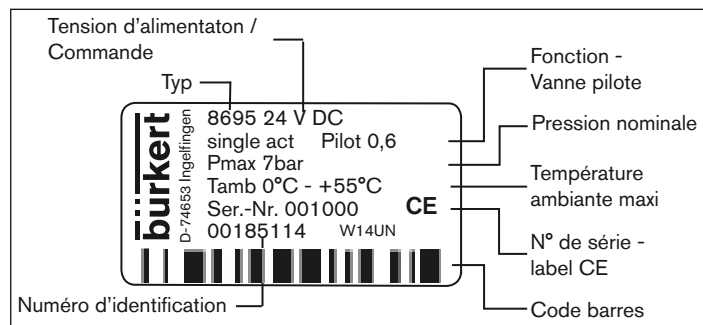 Tension d'alimentaton /
Commande
Typ
bürkert
D-74653 Ingelfingen
8695 24 V DC
single act Pilot 0,6
Pmax 7bar
Tamb 0°C - +55°C
Ser.-Nr. 001000 CE
00185114 W14UN
Fonction -
Vanne pilote
Pression nominale
Température
ambiante maxi
N° de série -
label CE
Code barres
Numéro d'identification